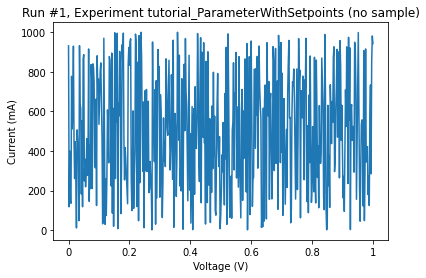 Run #1, Experiment tutorial_ParameterWithSetpoints (no sample)
1000
800
600
400
200
0
Current (mA)
0 0.2 0.4 0.6 0.8 1
Voltage (V)